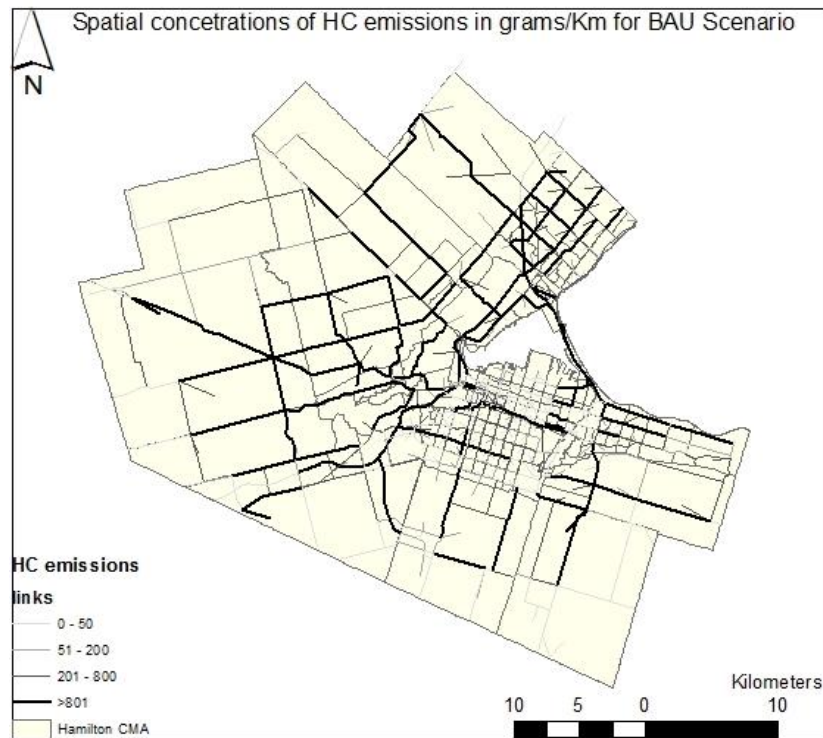 Spatial concetrations of HC emissions in grams/Km for BAU Scenario
N
HC emissions
links
0 - 50
51 - 200
201 - 800
>801
Hamilton CMA
Kilometers
10 5 0 10